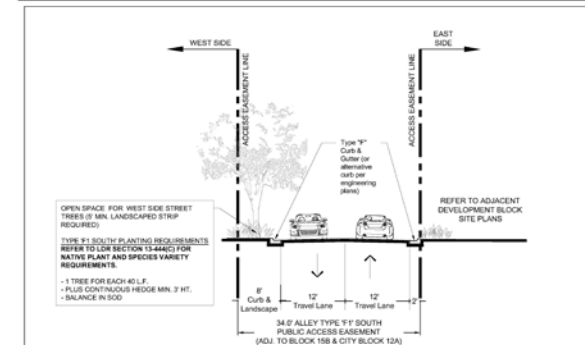 WEST SIDE
EAST
SIDE
ACCESS EASEMENT LINE
ACCESS EASEMENT LINE
Type "F"
Curb &
Gutter (or
alternative
curb per
engineering
plans)
OPEN SPACE FOR WEST SIDE STREET
TREES (5' MIN. LANDSCAPED STRIP
REQUIRED)
TYPE 'F1 SOUTH' PLANTING REQUIREMENTS
REFER TO LDR SECTION 13-444(C) FOR
NATIVE PLANT AND SPECIES VARIETY
REQUIREMENTS.
- 1 TREE FOR EACH 40 L.F.
- PLUS CONTINUOUS HEDGE MIN. 3' HT.
- BALANCE IN SOD
REFER TO ADJACENT
DEVELOPMENT BLOCK
SITE PLANS
8'
Curb &
Landscape
12'
Travel Lane
12'
Travel Lane
2'
34.0' ALLEY TYPE "F1" SOUTH
PUBLIC ACCESS EASEMENT
(ADJ. TO BLOCK 15B & CITY BLOCK 12A)